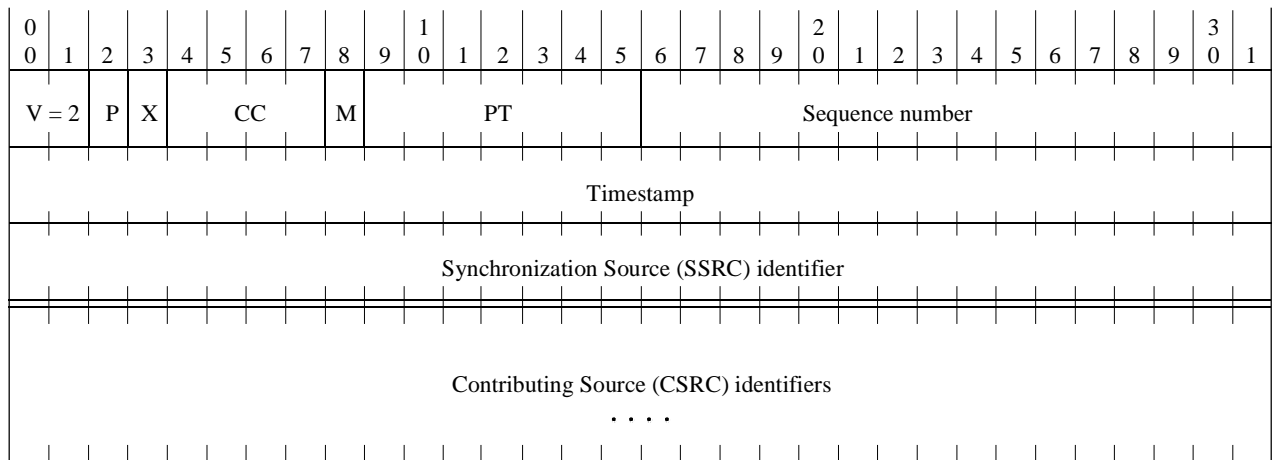 0 1 2 3
0 1 2 3 4 5 6 7 8 9 0 1 2 3 4 5 6 7 8 9 0 1 2 3 4 5 6 7 8 9 0 1
V = 2 P X CC M PT Sequence number
Timestamp
Synchronization Source (SSRC) identifier
Contributing Source (CSRC) identifiers
. . . .